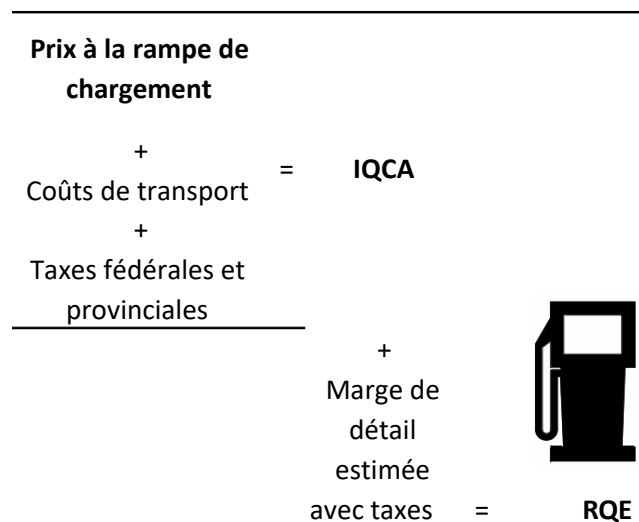 Prix à la rampe de
chargement
+
= IQCA
Coûts de transport
+
Taxes fédérales et
provinciales
+
Marge de
détail
estimée
avec taxes = RQE